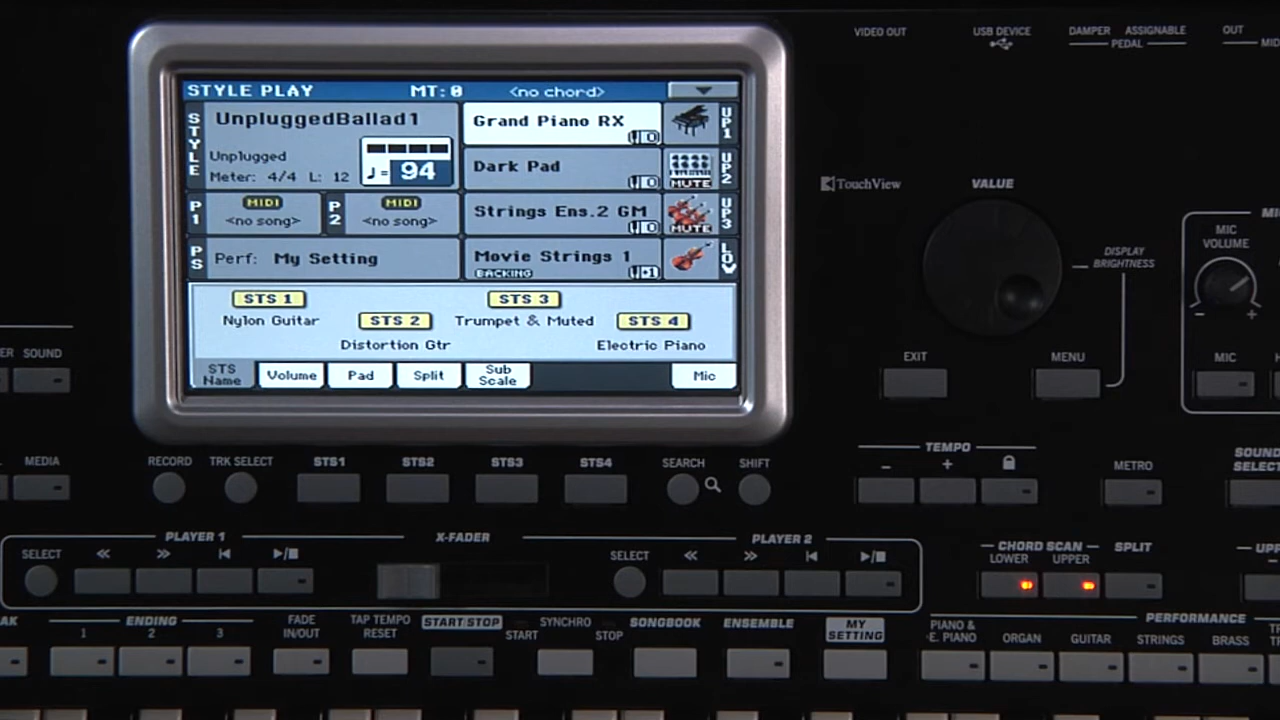 VIDEO OUT
USB DEVICE
DAMPER ASSIGNABLE
PEDAL
OUT
STYLE PLAY MT: 0 <no chord>
STYLE
UnpluggedBallad1
Unplugged
Meter: 4/4 L: 12
♩= 94
Grand Piano RX
UP1
Dark Pad
MUTE
UP2
P1
MIDI
<no song>
P2
MIDI
<no song>
Strings Ens.2 GM
MUTE
UP3
PS
Perf: My Setting
Movie Strings 1
BACKING
LOW
STS 1
Nylon Guitar
STS 2
Distortion Gtr
STS 3
Trumpet & Muted
STS 4
Electric Piano
STS Name
Volume
Pad
Split
Sub Scale
Mic
TouchView
VALUE
DISPLAY
BRIGHTNESS
MIC
VOLUME
- +
EXIT
MENU
MIC
SOUND
MEDIA
RECORD
TRK SELECT
STS1
STS2
STS3
STS4
SEARCH
SHIFT
TEMPO
- +
METRO
SOUND
SELECT
PLAYER 1
X-FADER
PLAYER 2
SELECT
SELECT
CHORD SCAN
LOWER UPPER
SPLIT
ENDING
1 2 3
FADE
IN/OUT
TAP TEMPO
RESET
START STOP
SYNCHRO
START STOP
SONGBOOK
ENSEMBLE
MY
SETTING
PERFORMANCE
PIANO &
E. PIANO
ORGAN
GUITAR
STRINGS
BRASS